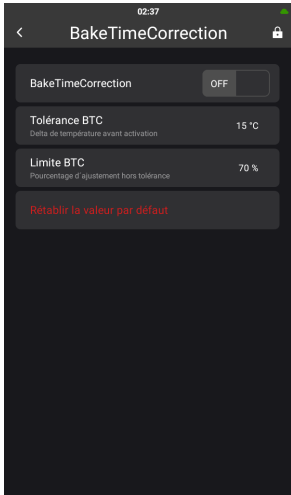 02:37
BakeTimeCorrection
BakeTimeCorrection OFF
Tolérance BTC
Delta de température avant activation
15 °C
Limite BTC
Pourcentage d´ajustement hors tolérance
70 %
Rétablir la valeur par défaut